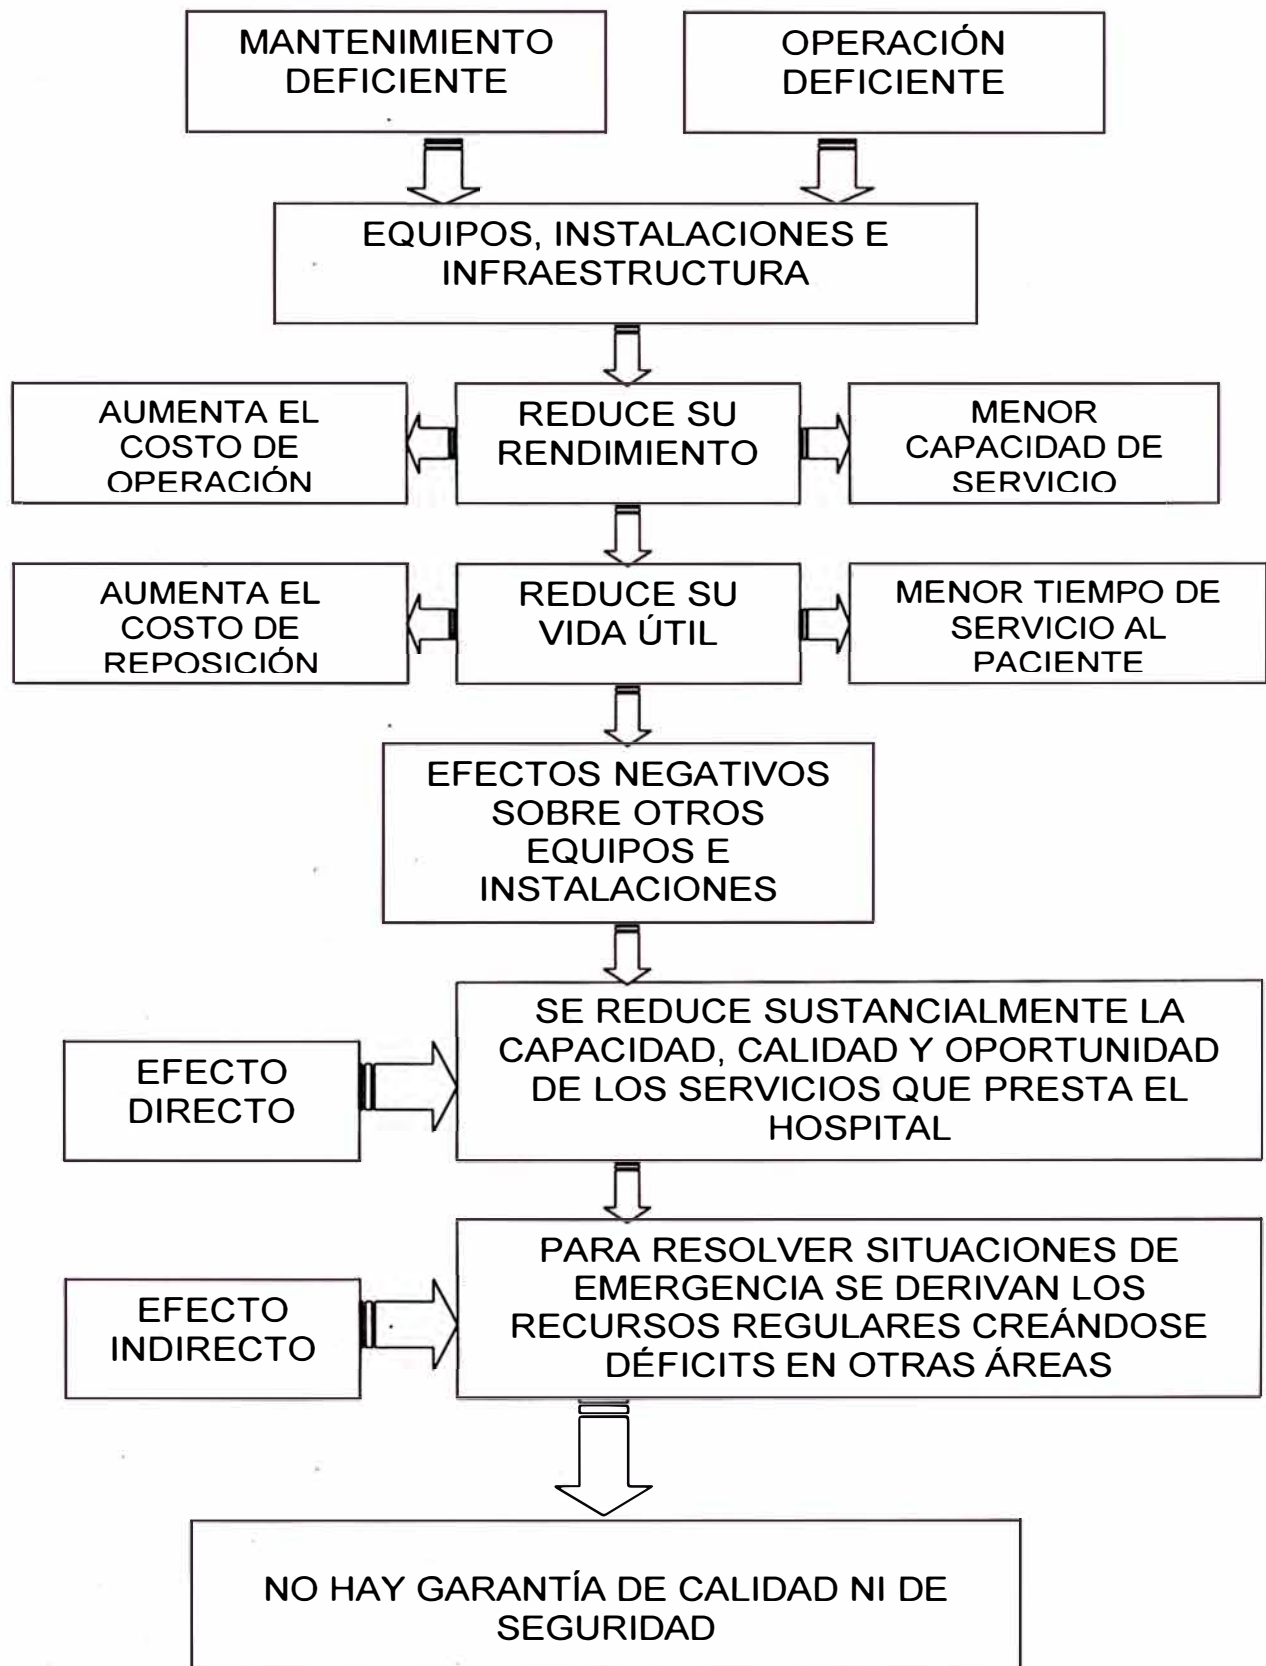 MANTENIMIENTO
DEFICIENTE
OPERACIÓN
DEFICIENTE
EQUIPOS, INSTALACIONES E
INFRAESTRUCTURA
AUMENTA EL
COSTO DE
OPERACIÓN
REDUCE SU
RENDIMIENTO
MENOR
CAPACIDAD DE
SERVICIO
AUMENTA EL
COSTO DE
REPOSICIÓN
REDUCE SU
VIDA ÚTIL
MENOR TIEMPO DE
SERVICIO AL
PACIENTE
EFECTOS NEGATIVOS
SOBRE OTROS
EQUIPOS E
INSTALACIONES
EFECTO
DIRECTO
SE REDUCE SUSTANCIALMENTE LA
CAPACIDAD, CALIDAD Y OPORTUNIDAD
DE LOS SERVICIOS QUE PRESTA EL
HOSPITAL
EFECTO
INDIRECTO
PARA RESOLVER SITUACIONES DE
EMERGENCIA SE DERIVAN LOS
RECURSOS REGULARES CREÁNDOSE
DÉFICITS EN OTRAS ÁREAS
NO HAY GARANTÍA DE CALIDAD NI DE
SEGURIDAD